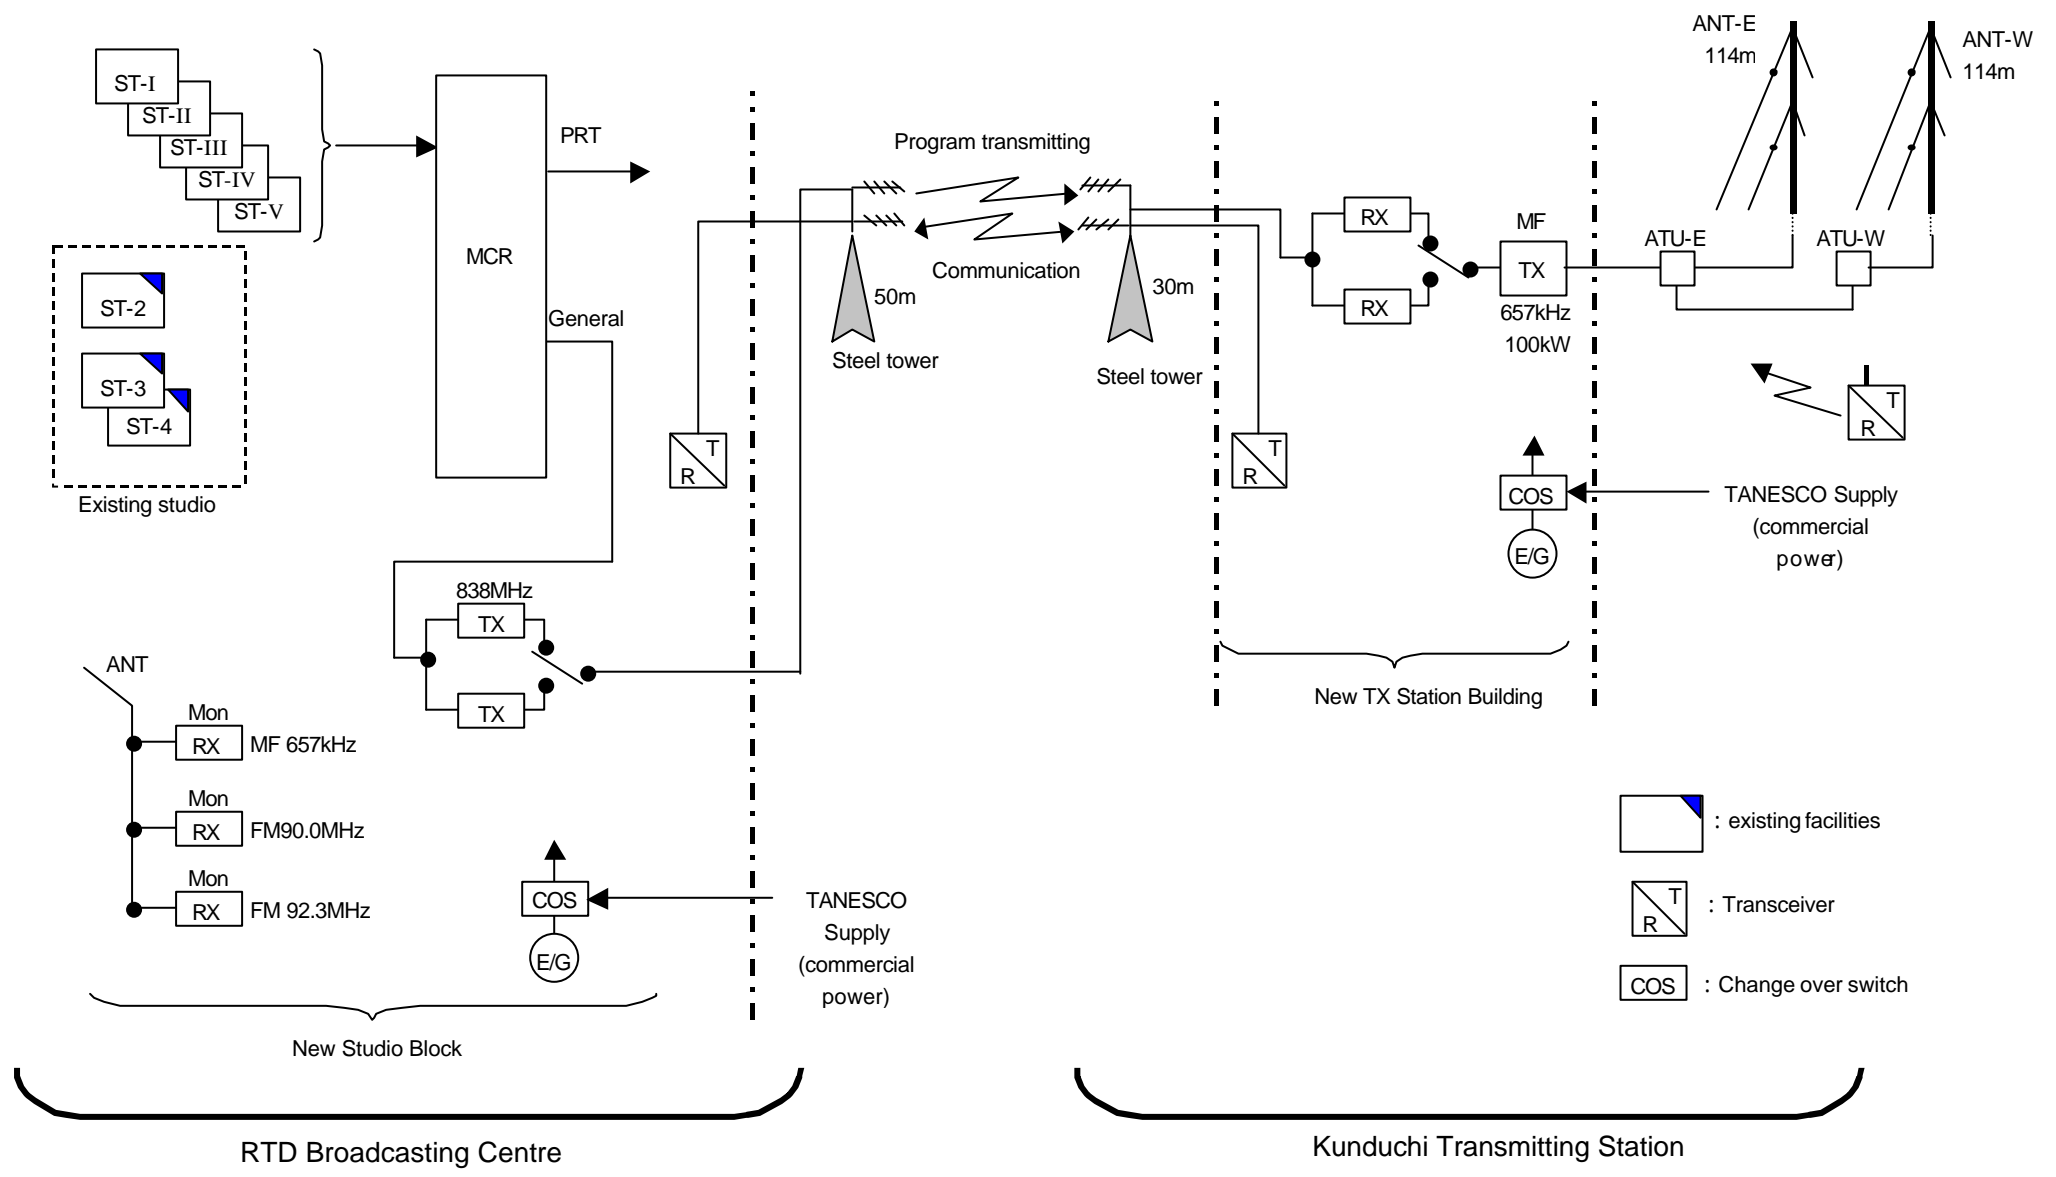 ST-I
ST-II
ST-III
ST-IV
ST-V
ST-2
ST-3
ST-4
Existing studio
MCR
PRT
General
838MHz
TX
TX
T
R
ANT
Mon
RX
MF 657kHz
Mon
RX
FM90.0MHz
Mon
RX
FM 92.3MHz
COS
E/G
TANESCO
Supply
(commercial
power)
New Studio Block
RTD Broadcasting Centre
Program transmitting
Communication
50m
Steel tower
30m
Steel tower
T
R
RX
RX
MF
TX
657kHz
100kW
COS
E/G
New TX Station Building
ANT-E
114m
ANT-W
114m
ATU-E
ATU-W
T
R
TANESCO Supply
(commercial
power)
: existing facilities
T
R
: Transceiver
COS
: Change over switch
Kunduchi Transmitting Station